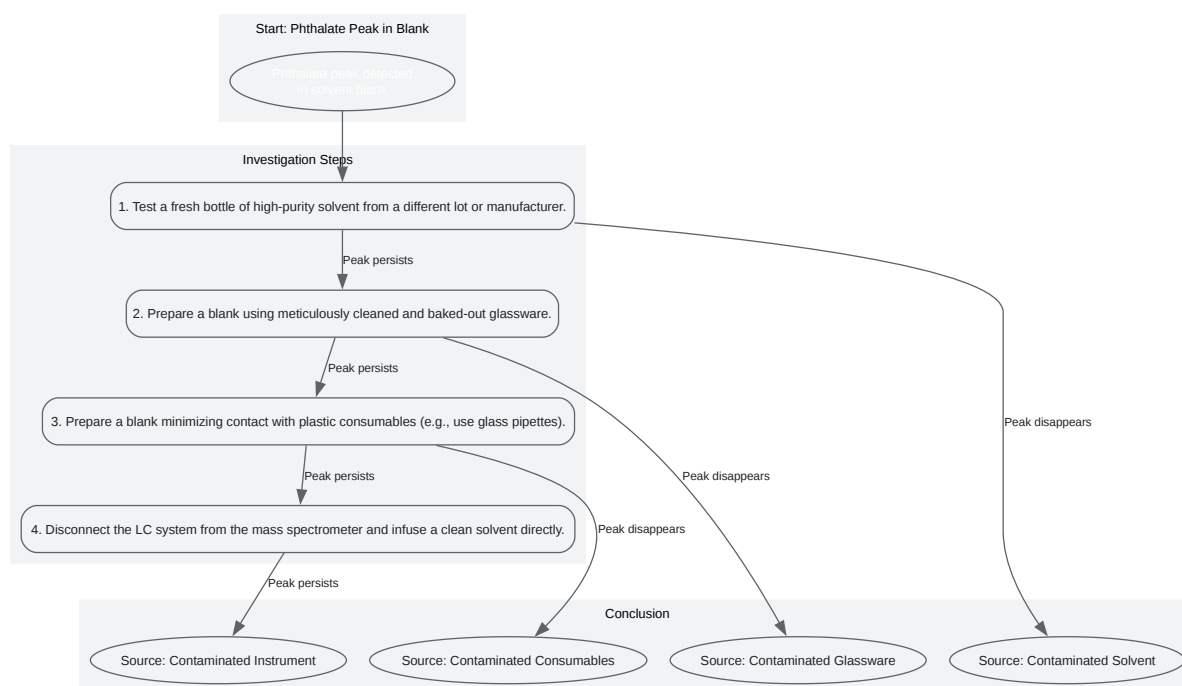 Start: Phthalate Peak in Blank
Phthalate peak detected
in solvent blank
Investigation Steps
1. Test a fresh bottle of high-purity solvent from a different lot or manufacturer.
Peak persists
2. Prepare a blank using meticulously cleaned and baked-out glassware.
Peak persists
3. Prepare a blank minimizing contact with plastic consumables (e.g., use glass pipettes).
Peak disappears
Peak persists
Peak disappears
4. Disconnect the LC system from the mass spectrometer and infuse a clean solvent directly.
Peak disappears
Peak persists
Conclusion
Source: Contaminated Instrument
Source: Contaminated Consumables
Source: Contaminated Glassware
Source: Contaminated Solvent